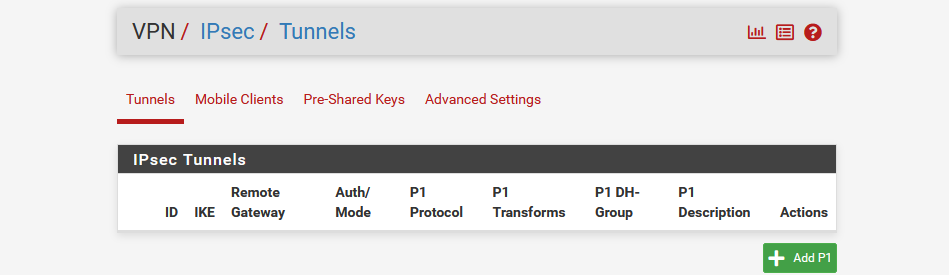 VPN / IPsec / Tunnels
Tunnels Mobile Clients Pre-Shared Keys Advanced Settings
IPsec Tunnels
Remote Auth/ P1 P1 P1 DH- P1
ID IKE Gateway Mode Protocol Transforms Group Description Actions
Add P1